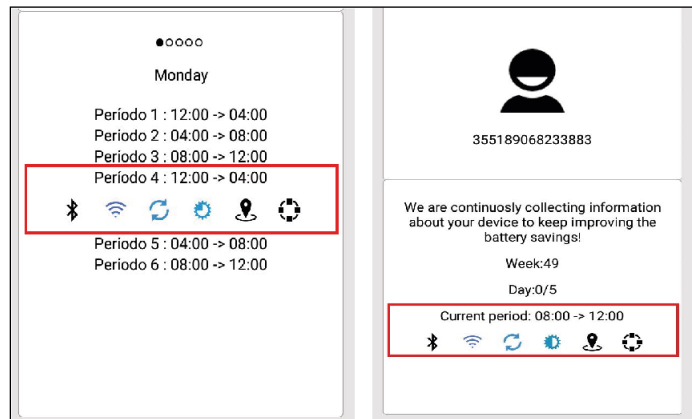 Monday
Período 1 : 12:00 -> 04:00
Período 2 : 04:00 -> 08:00
Período 3 : 08:00 -> 12:00
Período 4 : 12:00 -> 04:00
Período 5 : 04:00 -> 08:00
Período 6 : 08:00 -> 12:00
355189068233883
We are continuosly collecting information
about your device to keep improving the
battery savings!
Week:49
Day:0/5
Current period: 08:00 -> 12:00